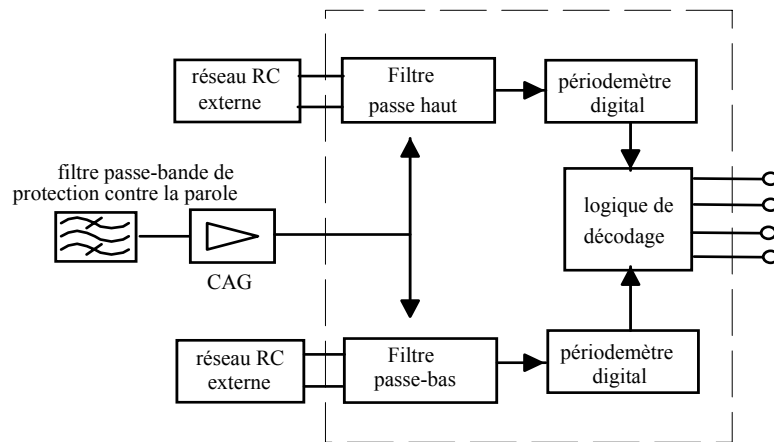 réseau RC
externe
Filtre
passe haut
périodemètre
digital
filtre passe-bande de
protection contre la parole
logique de
décodage
CAG
réseau RC
externe
Filtre
passe-bas
périodemètre
digital